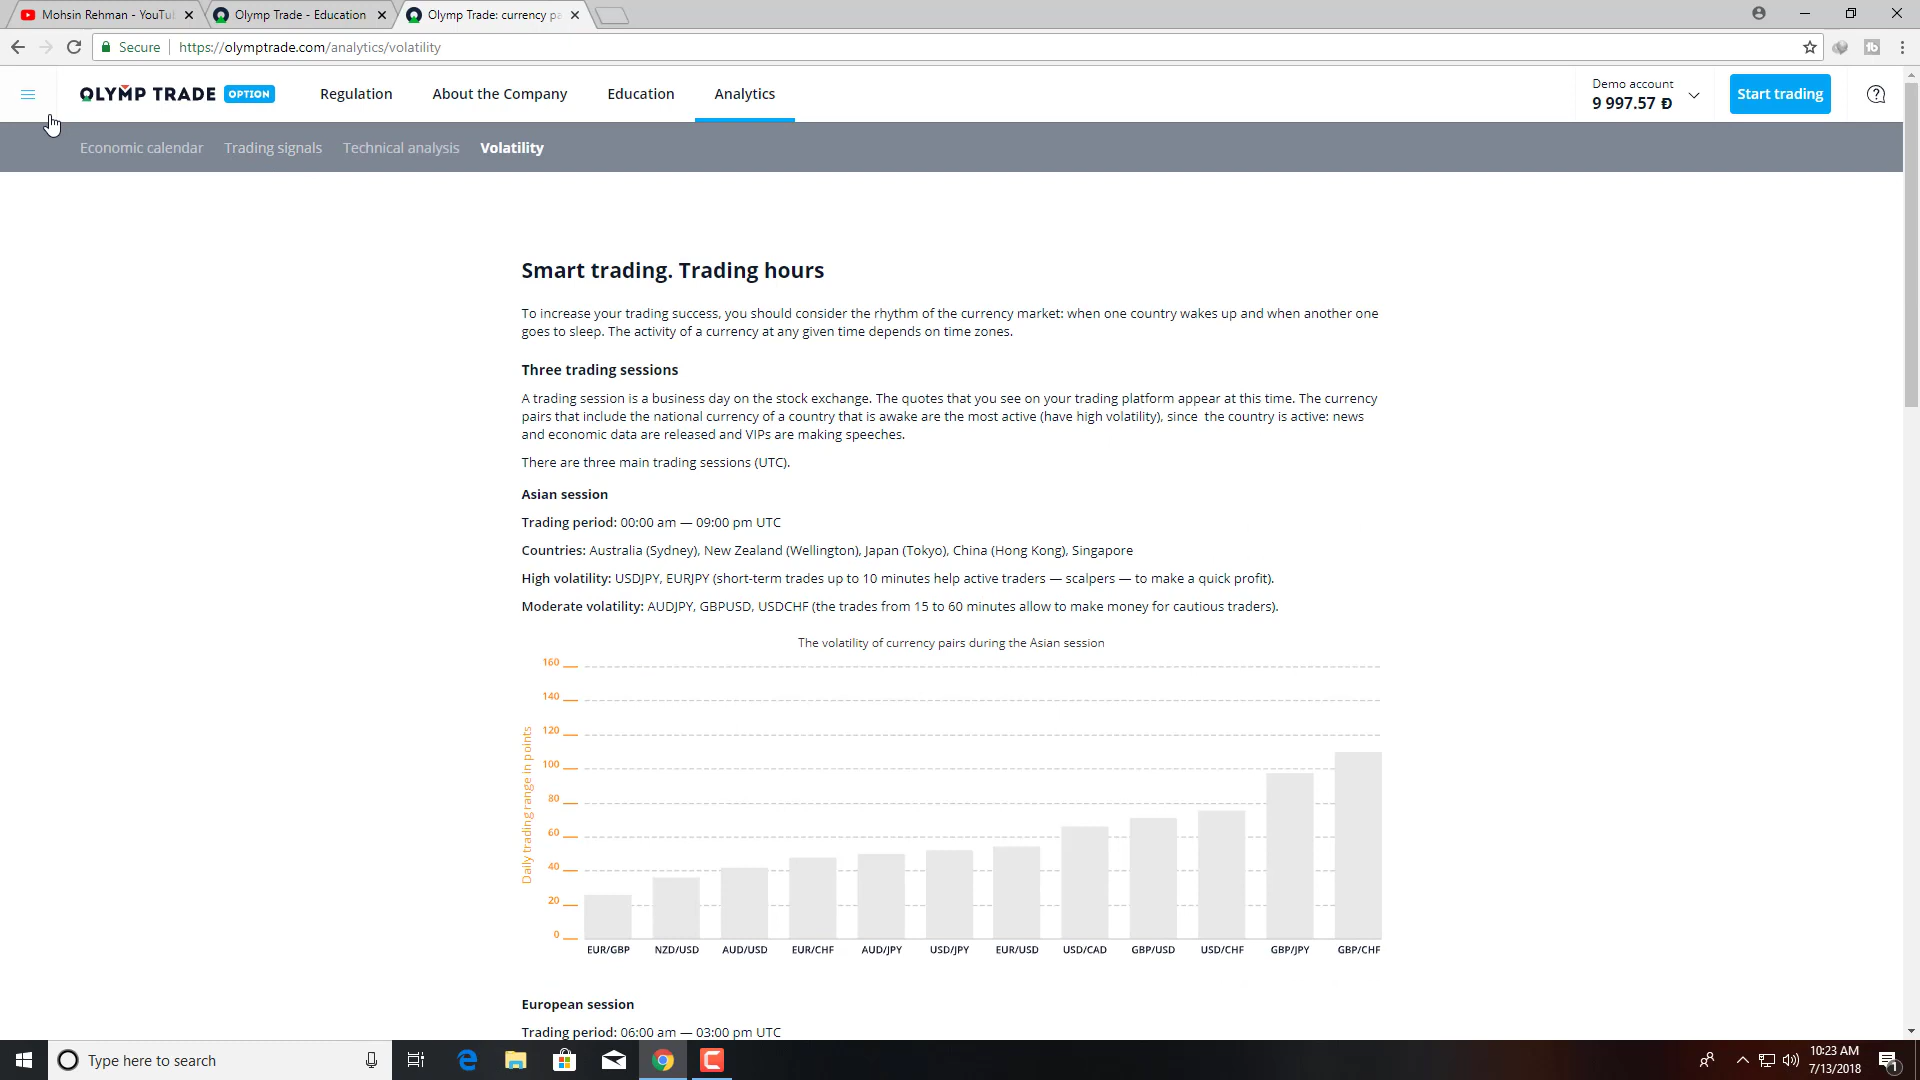 Mohsin Rehman - YouTu
Olymp Trade - Education
Olymp Trade: currency pa
Secure
https://olymptrade.com/analytics/volatility
OLYMP TRADE OPTION
Regulation
About the Company
Education
Analytics
Demo account
9 997.57 Đ
Start trading
Economic calendar
Trading signals
Technical analysis
Volatility
Smart trading. Trading hours
To increase your trading success, you should consider the rhythm of the currency market: when one country wakes up and when another one
goes to sleep. The activity of a currency at any given time depends on time zones.
Three trading sessions
A trading session is a business day on the stock exchange. The quotes that you see on your trading platform appear at this time. The currency
pairs that include the national currency of a country that is awake are the most active (have high volatility), since the country is active: news
and economic data are released and VIPs are making speeches.
There are three main trading sessions (UTC).
Asian session
Trading period: 00:00 am — 09:00 pm UTC
Countries: Australia (Sydney), New Zealand (Wellington), Japan (Tokyo), China (Hong Kong), Singapore
High volatility: USDJPY, EURJPY (short-term trades up to 10 minutes help active traders — scalpers — to make a quick profit).
Moderate volatility: AUDJPY, GBPUSD, USDCHF (the trades from 15 to 60 minutes allow to make money for cautious traders).
The volatility of currency pairs during the Asian session
Daily trading range in points
160
140
120
100
80
60
40
20
0
EUR/GBP NZD/USD AUD/USD EUR/CHF AUD/JPY USD/JPY EUR/USD USD/CAD GBP/USD USD/CHF GBP/JPY GBP/CHF
European session
Trading period: 06:00 am — 03:00 pm UTC
Type here to search
10:23 AM
7/13/2018
1